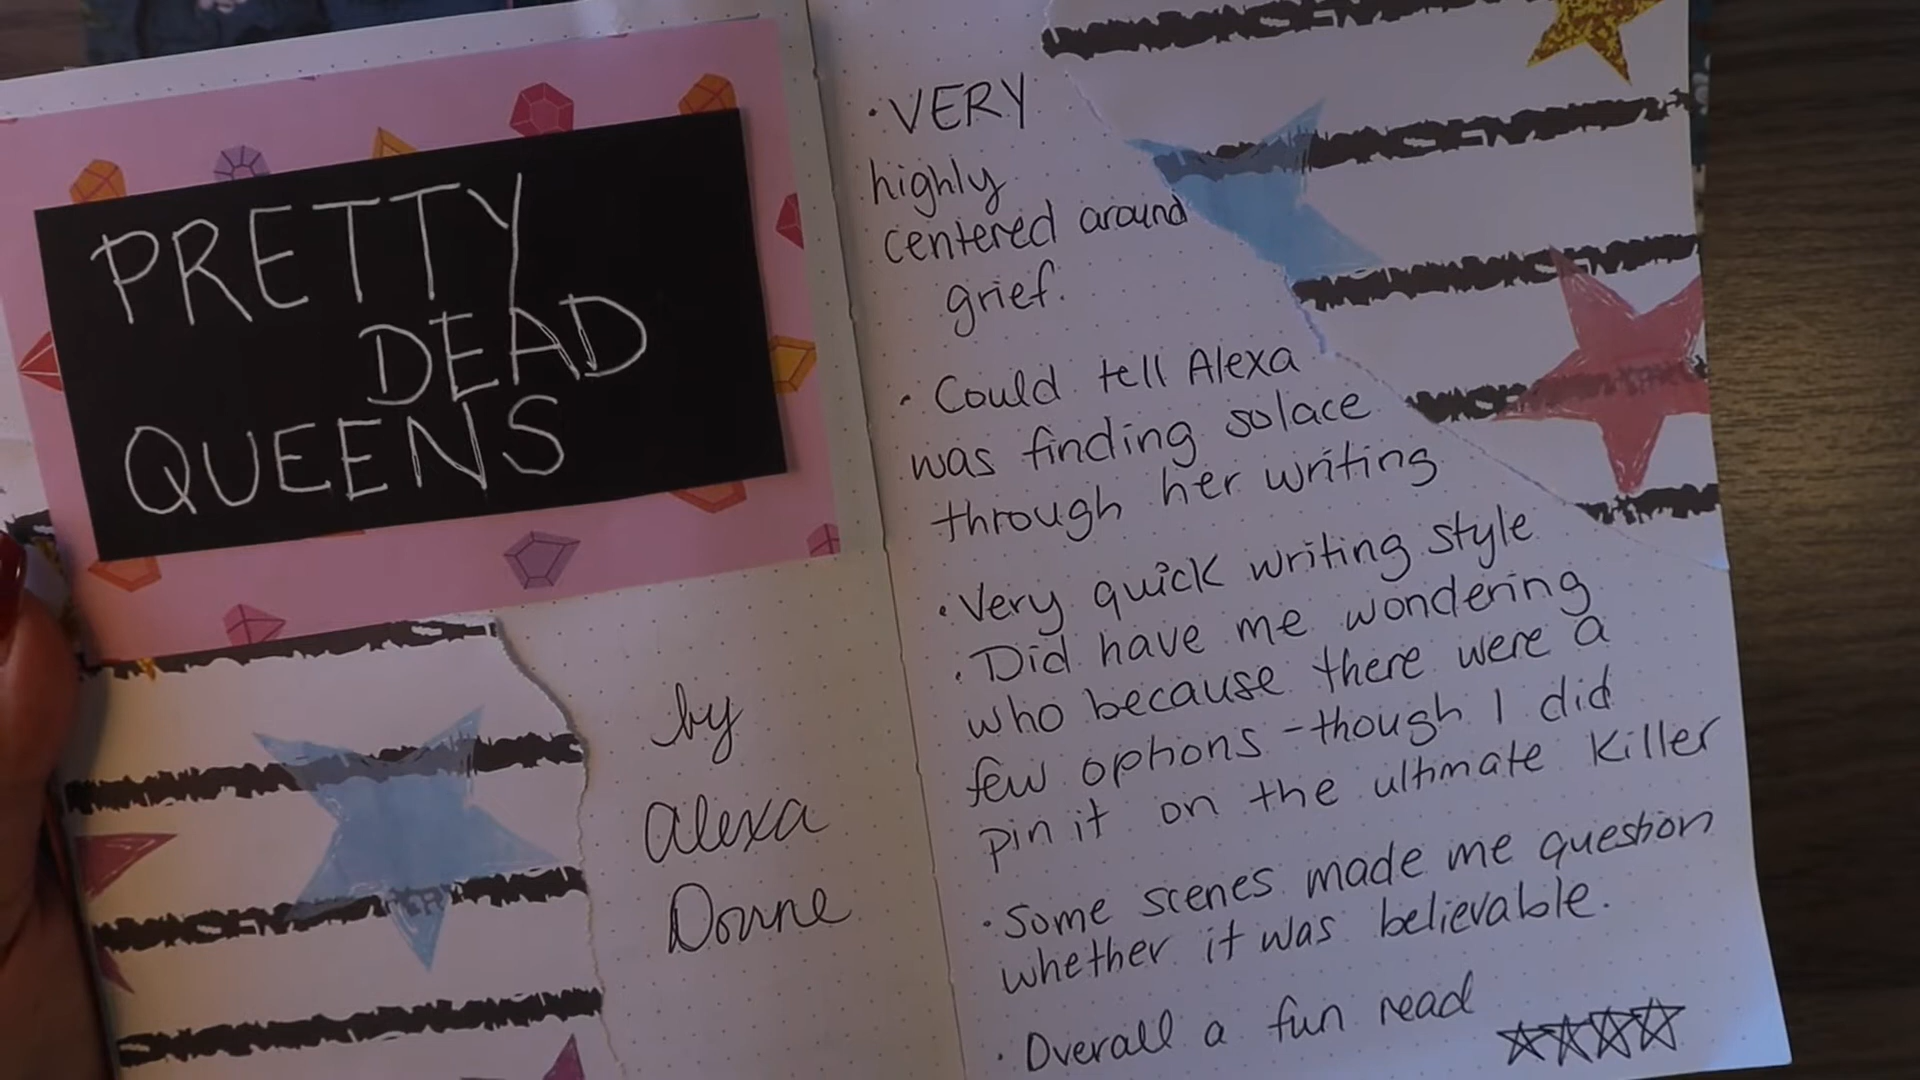 PRETTY
DEAD
QUEENS
by
Alexa
Donne
· VERY
highly
centered around
grief.
· Could tell Alexa
was finding solace
through her writing
· Very quick writing style
· Did have me wondering
who because there were a
few options - though I did
pin it on the ultimate killer
· Some scenes made me question
whether it was believable.
· Overall a fun read